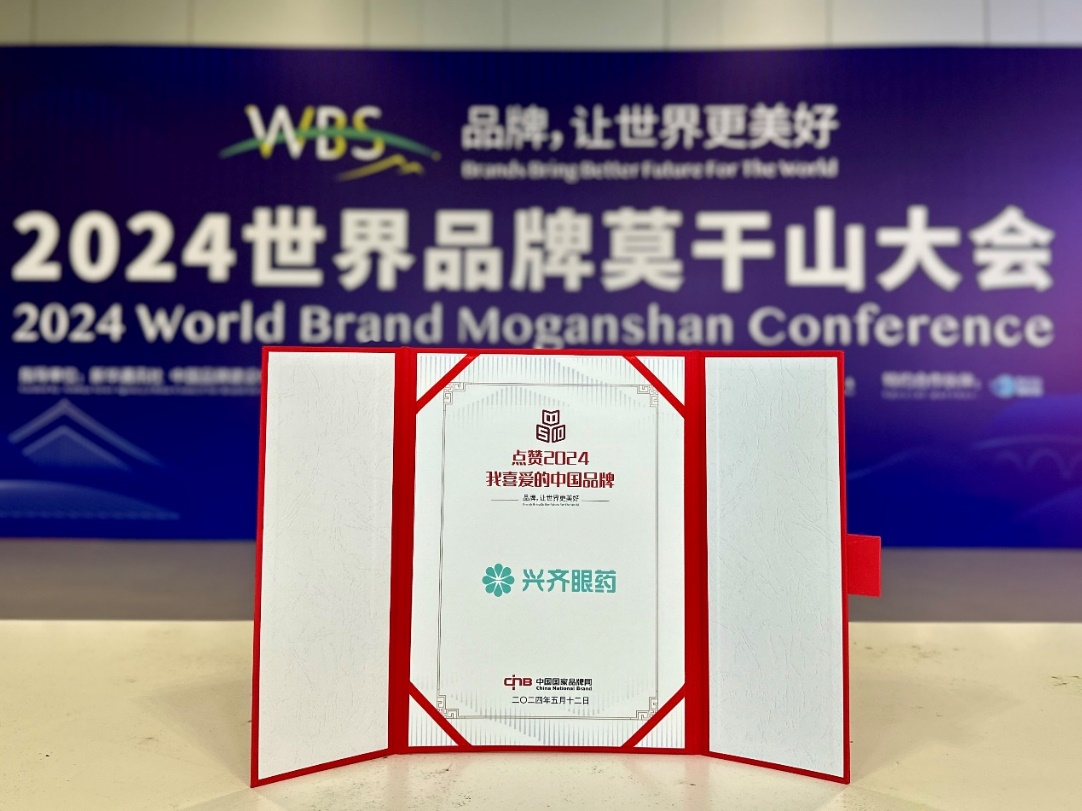 WBS
品牌,让世界更美好
Brands Bring Better Future For The World
2024世界品牌莫干山大会
2024 World Brand Moganshan Conference
点赞2024
我喜爱的中国品牌
品牌,让世界更美好
兴齐眼药
CNB 中国国家品牌网
China National Brand
二〇二四年五月十二日